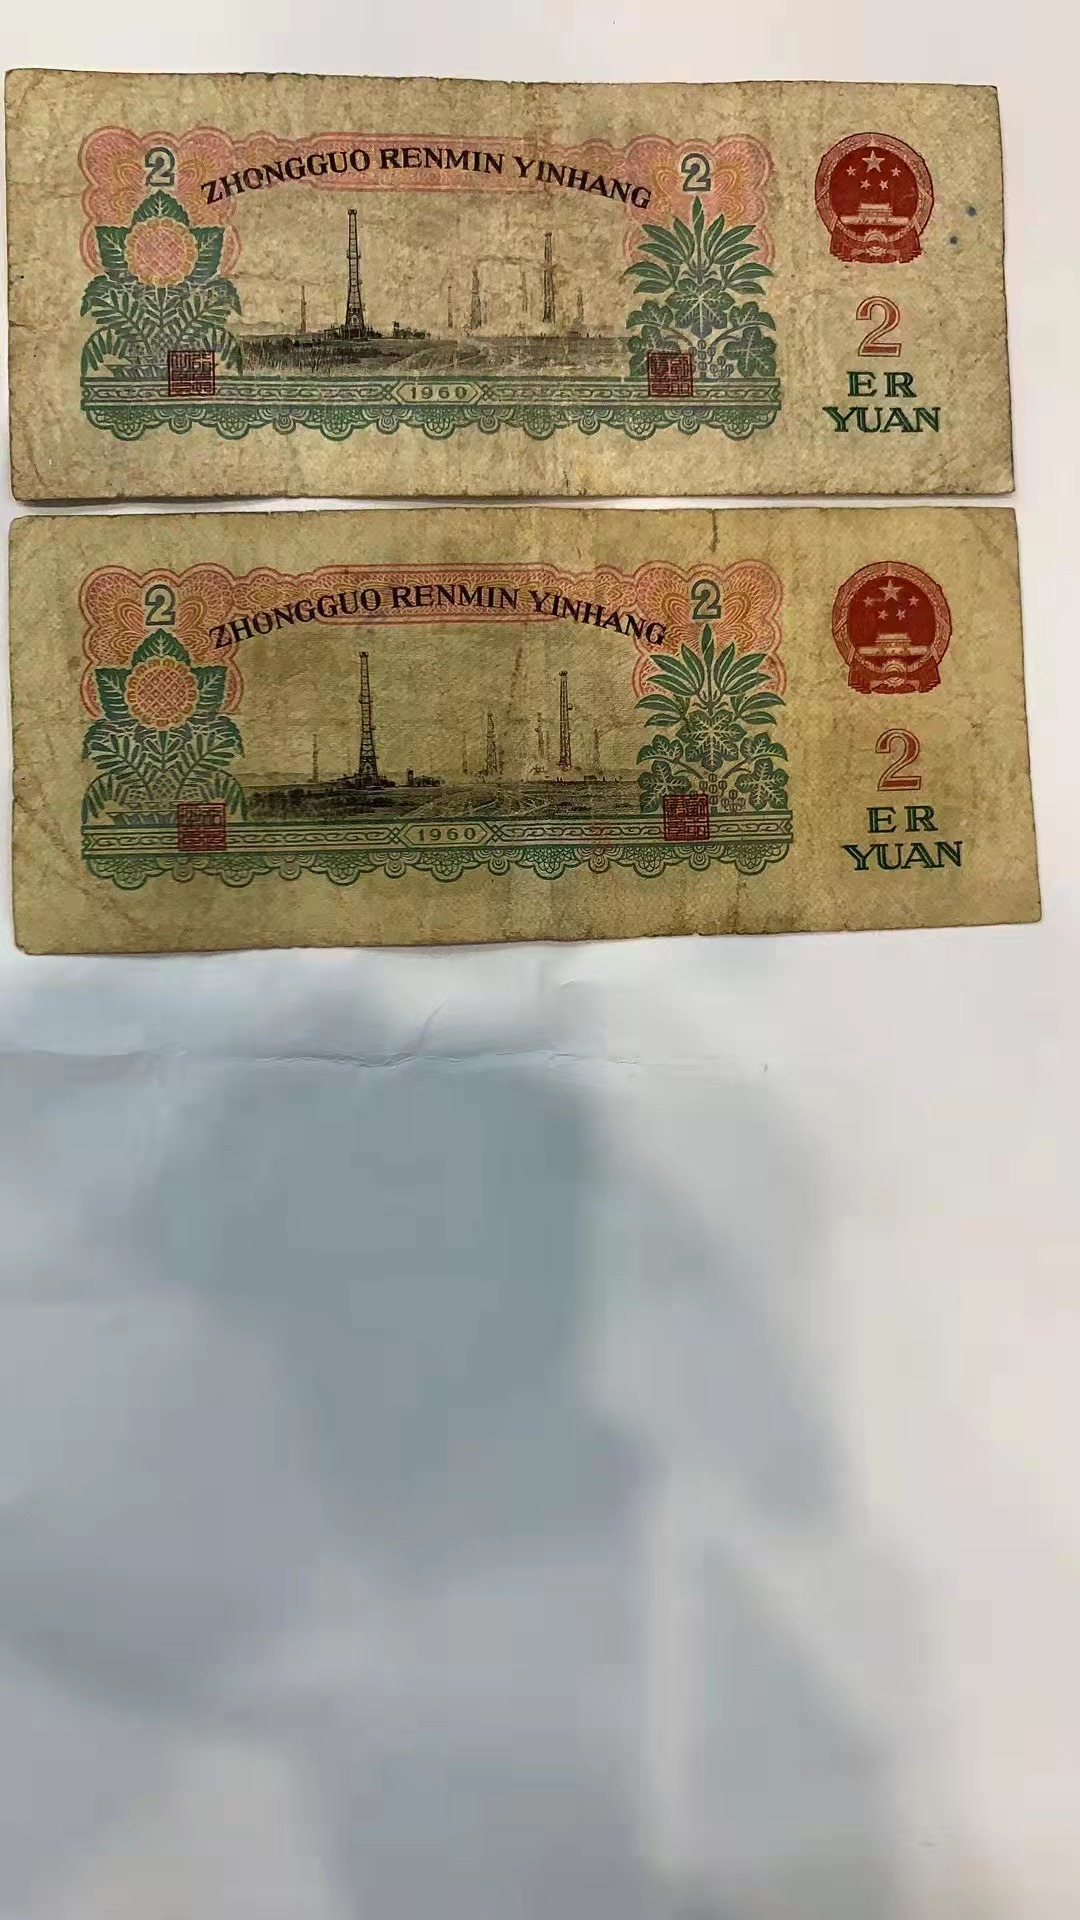 2 ZHONGGUO RENMIN YINHANG 2
1960
2
ER
YUAN
2 ZHONGGUO RENMIN YINHANG 2
1960
2
ER
YUAN